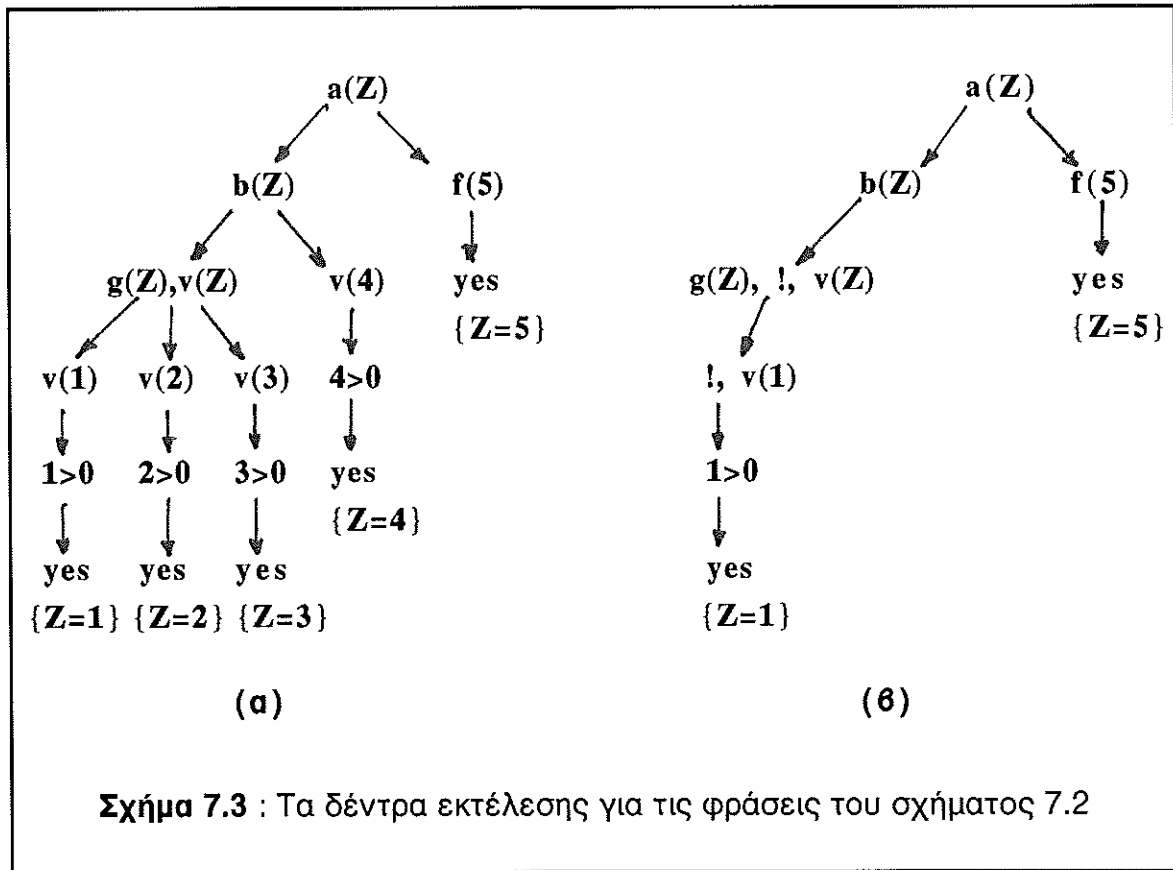 a(Z)
b(Z) f(5)
g(Z),v(Z) v(4) yes
{Z=5}
v(1) v(2) v(3) 4>0
1>0 2>0 3>0 yes
{Z=4}
yes yes yes
{Z=1} {Z=2} {Z=3}
(α)
a(Z)
b(Z) f(5)
g(Z), !, v(Z) yes
{Z=5}
!, v(1)
1>0
yes
{Z=1}
(β)
Σχήμα 7.3 : Τα δέντρα εκτέλεσης για τις φράσεις του σχήματος 7.2